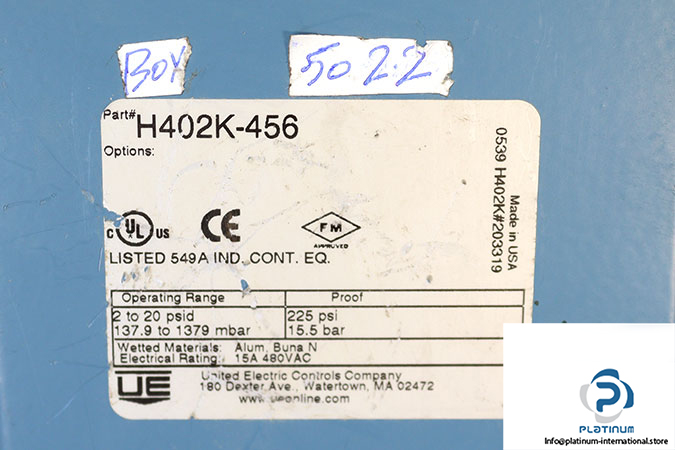 BOX
50 2.2
Part# H402K-456
Options:
c UL us
CE
FM
APPROVED
LISTED 549A IND. CONT. EQ.
Made in USA
0539 H402K#203319
Operating Range Proof
2 to 20 psid 225 psi
137.9 to 1379 mbar 15.5 bar
Wetted Materials: Alum, Buna N
Electrical Rating: 15A 480VAC
UE
United Electric Controls Company
180 Dexter Ave., Watertown, MA 02472
www.ueonline.com
PLATINUM
Info@platinum-international.store